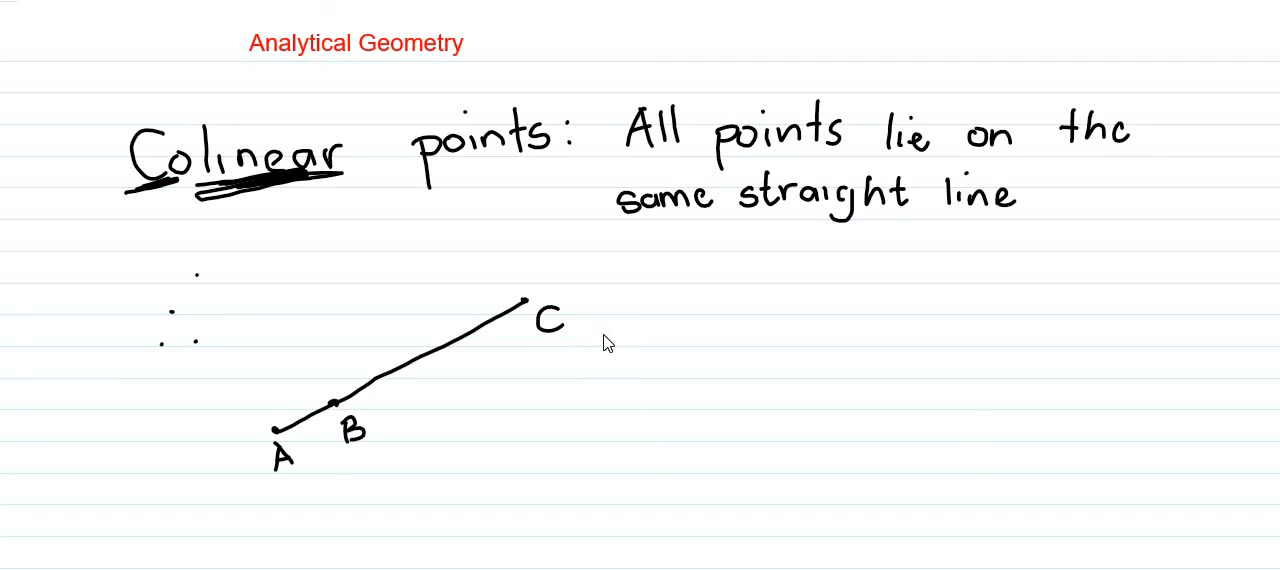 Analytical Geometry
Colinear points: All points lie on the
same straight line
C
B
A